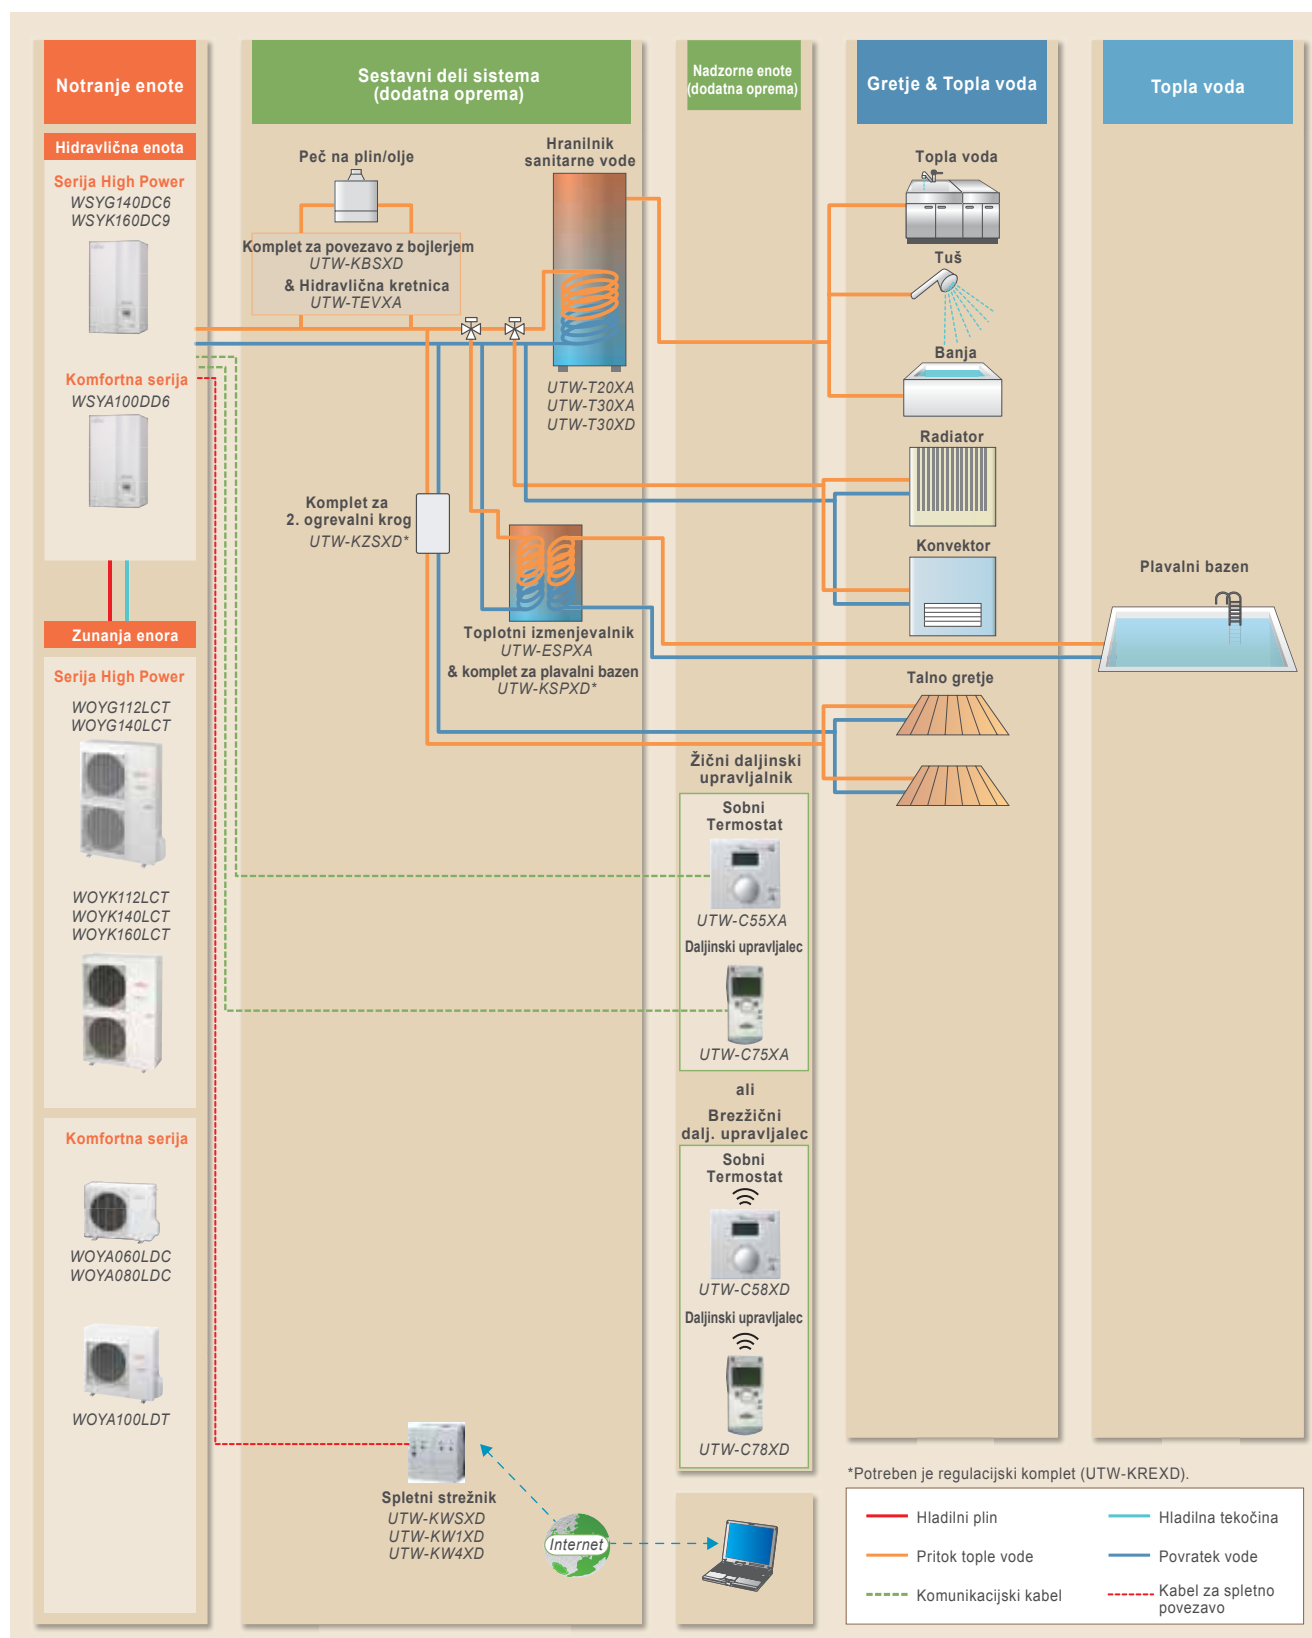 Notranje enote
Sestavni deli sistema
(dodatna oprema)
Nadzorne enote
(dodatna oprema)
Gretje & Topla voda
Topla voda
Hidravlična enota
Serija High Power
WSYG140DC6
WSYK160DC9
Komfortna serija
WSYA100DD6
Zunanja enora
Serija High Power
WOYG112LCT
WOYG140LCT
WOYK112LCT
WOYK140LCT
WOYK160LCT
Komfortna serija
WOYA060LDC
WOYA080LDC
WOYA100LDT
Peč na plin/olje
Komplet za povezavo z bojlerjem
UTW-KBSXD
& Hidravlična kretnica
UTW-TEVXA
Hranilnik
sanitarne vode
UTW-T20XA
UTW-T30XA
UTW-T30XD
Komplet za
2. ogrevalni krog
UTW-KZSXD*
Toplotni izmenjevalnik
UTW-ESPXA
& komplet za plavalni bazen
UTW-KSPXD*
Spletni strežnik
UTW-KWSXD
UTW-KW1XD
UTW-KW4XD
Internet
Žični daljinski
upravljalnik
Sobni
Termostat
UTW-C55XA
Daljinski upravljalec
UTW-C75XA
ali
Brezžični
dalj. upravljalec
Sobni
Termostat
UTW-C58XD
Daljinski upravljalec
UTW-C78XD
Topla voda
Tuš
Banja
Radiator
Konvektor
Talno gretje
Plavalni bazen
*Potreben je regulacijski komplet (UTW-KREXD).
Hladilni plin
Hladilna tekočina
Pritok tople vode
Povratek vode
Komunikacijski kabel
Kabel za spletno
povezavo